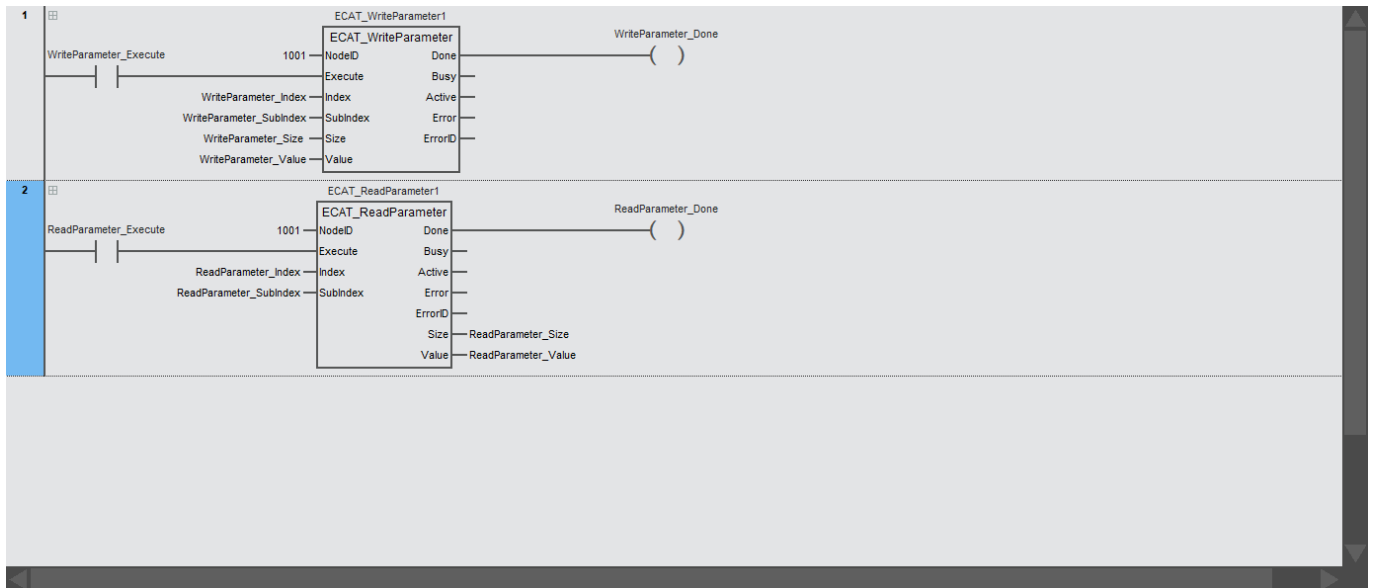 1
ECAT_WriteParameter1
ECAT_WriteParameter
WriteParameter_Done
WriteParameter_Execute 1001 NodeID Done
Execute Busy
WriteParameter_Index Index Active
WriteParameter_SubIndex SubIndex Error
WriteParameter_Size Size ErrorID
WriteParameter_Value Value
2
ECAT_ReadParameter1
ECAT_ReadParameter
ReadParameter_Done
ReadParameter_Execute 1001 NodeID Done
Execute Busy
ReadParameter_Index Index Active
ReadParameter_SubIndex SubIndex Error
ErrorID
Size ReadParameter_Size
Value ReadParameter_Value